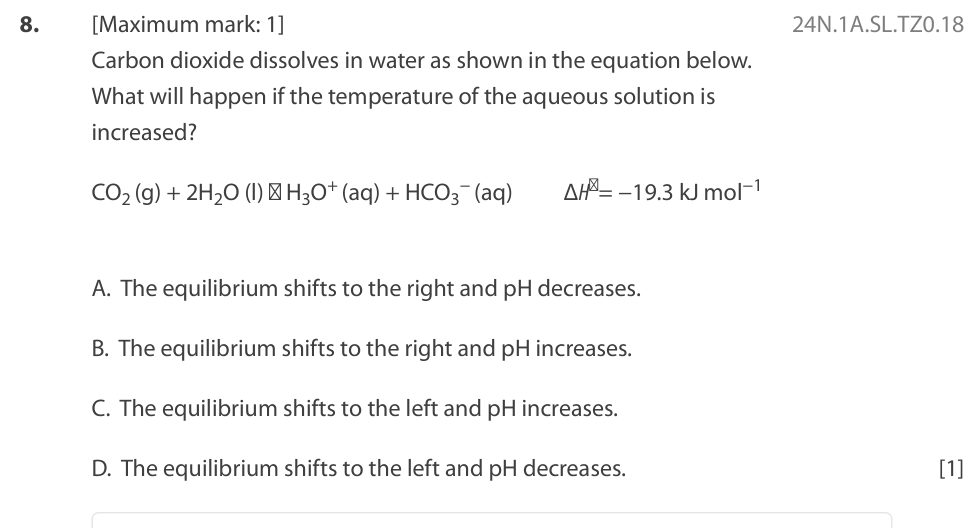 8. [Maximum mark: 1] 24N.1A.SL.TZ0.18
Carbon dioxide dissolves in water as shown in the equation below.
What will happen if the temperature of the aqueous solution is
increased?
CO₂ (g) + 2H₂O (l) ☒ H₃O⁺ (aq) + HCO₃⁻ (aq) ΔH☒= −19.3 kJ mol⁻¹
A. The equilibrium shifts to the right and pH decreases.
B. The equilibrium shifts to the right and pH increases.
C. The equilibrium shifts to the left and pH increases.
D. The equilibrium shifts to the left and pH decreases. [1]